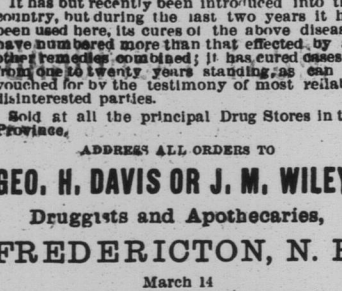 It has but recently been introduced into t
country, but during the last two years it h
been used here, its cures of the above diseas
have numbered more than that effected by a
other remedies combined; it has cured cases
from one to twenty years standing, as can
vouched for by the testimony of most relia
disinterested parties.
Sold at all the principal Drug Stores in t
Province.
ADDRESS ALL ORDERS TO
GEO. H. DAVIS OR J. M. WILEY
Druggists and Apothecaries,
FREDERICTON, N. B
March 14